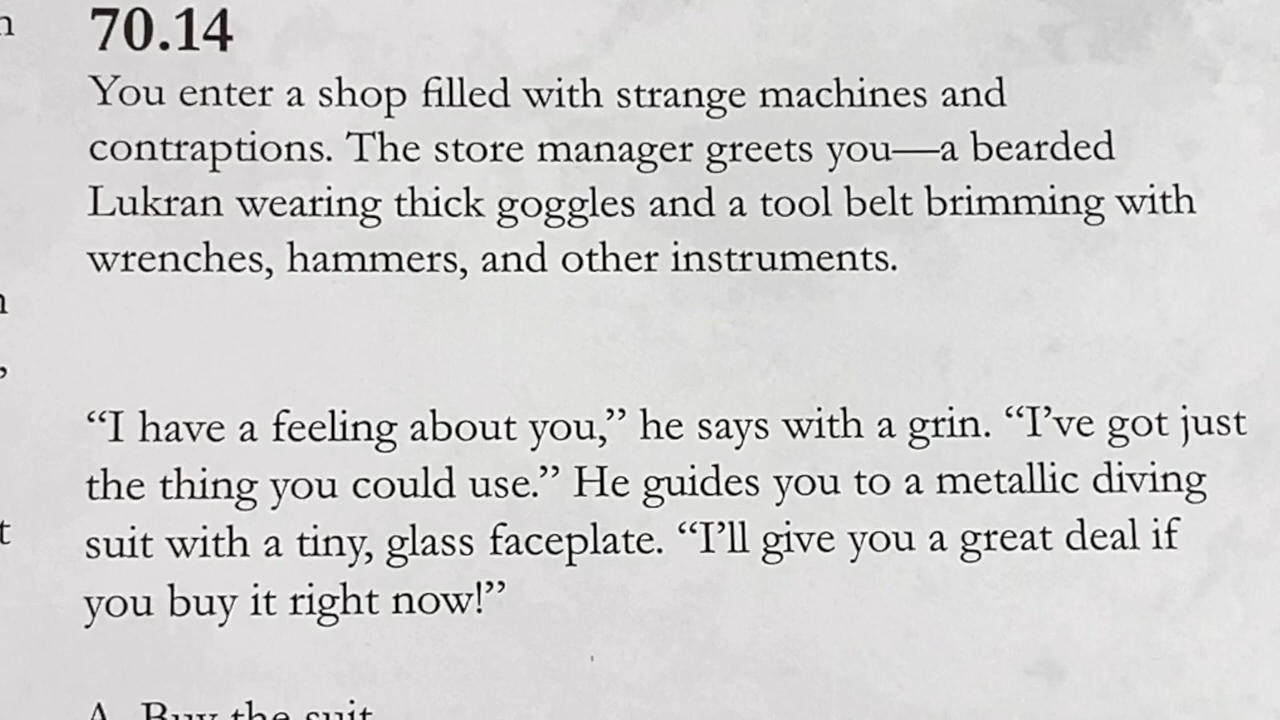 70.14
You enter a shop filled with strange machines and
contraptions. The store manager greets you—a bearded
Lukran wearing thick goggles and a tool belt brimming with
wrenches, hammers, and other instruments.
“I have a feeling about you,” he says with a grin. “I’ve got just
the thing you could use.” He guides you to a metallic diving
suit with a tiny, glass faceplate. “I’ll give you a great deal if
you buy it right now!”
A Buy the suit